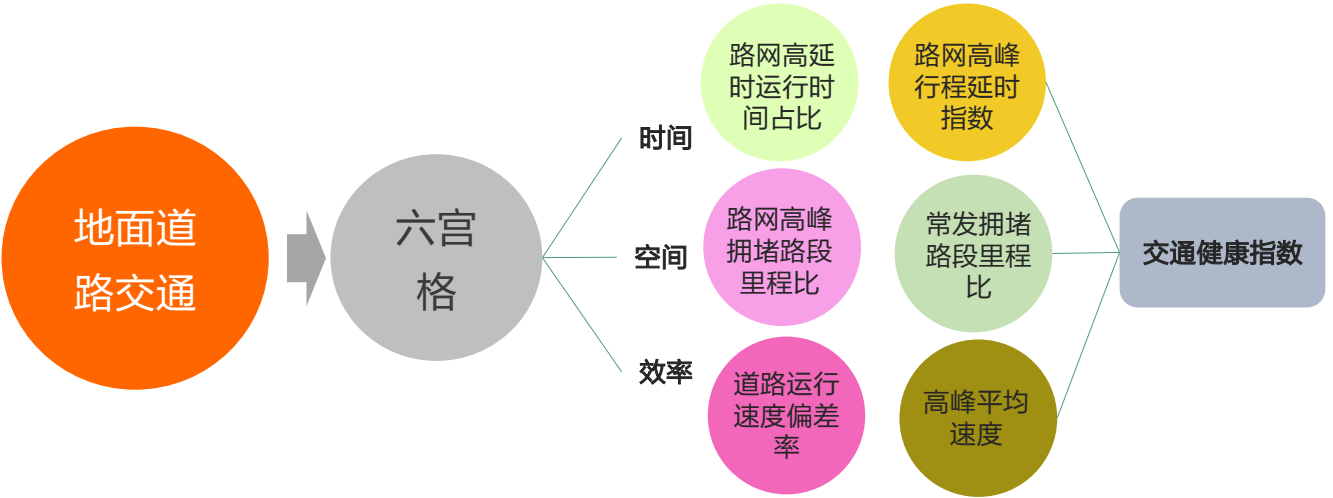 地面道
路交通
六宫
格
时间
空间
效率
路网高延
时运行时
间占比
路网高峰
行程延时
指数
路网高峰
拥堵路段
里程比
常发拥堵
路段里程
比
道路运行
速度偏差
率
高峰平均
速度
交通健康指数